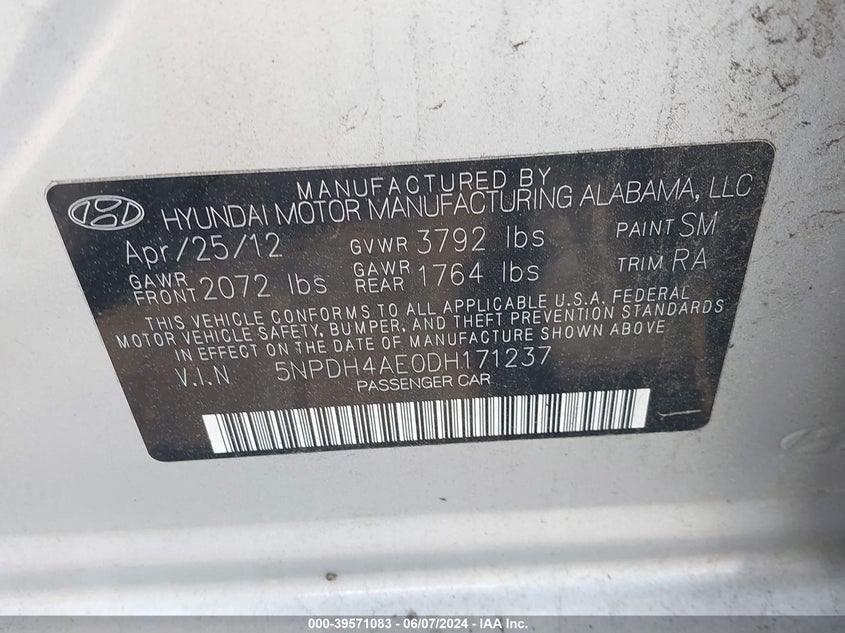 MANUFACTURED BY
HYUNDAI MOTOR MANUFACTURING ALABAMA, LLC
Apr/25/12 GVWR 3792 lbs PAINT SM
GAWR FRONT 2072 lbs GAWR REAR 1764 lbs TRIM RA
THIS VEHICLE CONFORMS TO ALL APPLICABLE U.S.A. FEDERAL
MOTOR VEHICLE SAFETY, BUMPER, AND THEFT PREVENTION STANDARDS
IN EFFECT ON THE DATE OF MANUFACTURE SHOWN ABOVE
V.I.N 5NPDH4AE0DH171237
PASSENGER CAR
000-39571083 - 06/07/2024 - IAA Inc.